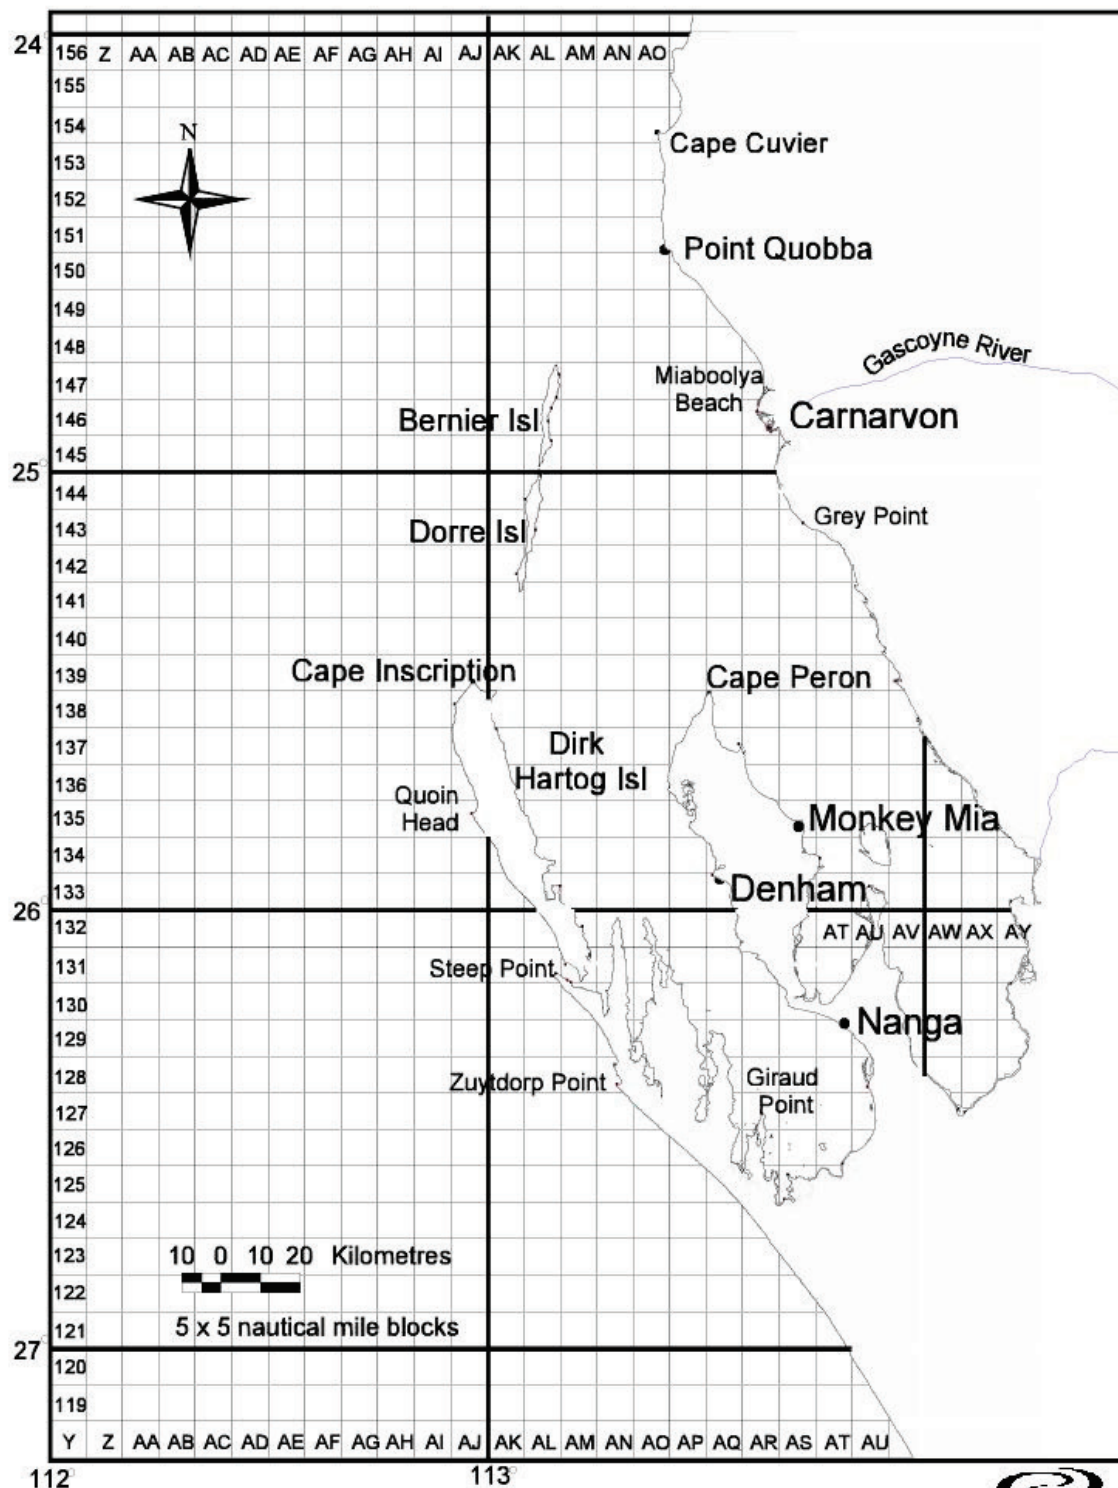 24°
156 Z AA AB AC AD AE AF AG AH AI AJ AK AL AM AN AO
155
154
N
Cape Cuvier
153
152
151
Point Quobba
150
149
148
Gascoyne River
147
Miaboolya
Beach
146
Bernier Isl
Carnarvon
145
25°
144
Grey Point
143
Dorre Isl
142
141
140
139
Cape Inscription
Cape Peron
138
137
Dirk
Hartog Isl
136
Quoin
Head
135
Monkey Mia
134
133
Denham
26°
132
AT AU AV AW AX AY
131
Steep Point
130
Nanga
129
128
Zuytdorp Point
Giraud
Point
127
126
125
124
123
10 0 10 20 Kilometres
122
121
5 x 5 nautical mile blocks
27°
120
119
Y Z AA AB AC AD AE AF AG AH AI AJ AK AL AM AN AO AP AQ AR AS AT AU
112°
113°